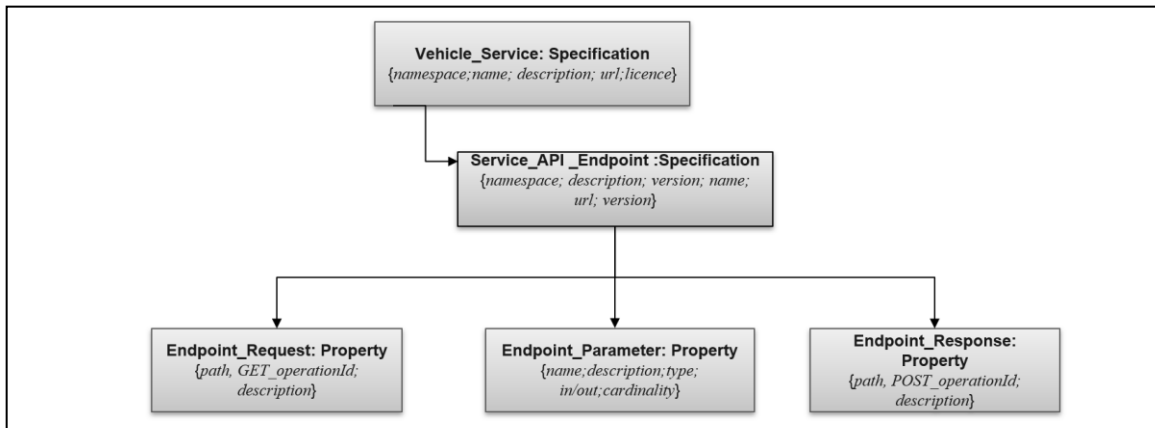 Vehicle_Service: Specification
{namespace;name; description; url;licence}
Service_API _Endpoint :Specification
{namespace; description; version; name;
url; version}
Endpoint_Request: Property
{path, GET_operationId;
description}
Endpoint_Parameter: Property
{name;description;type;
in/out;cardinality}
Endpoint_Response:
Property
{path, POST_operationId;
description}